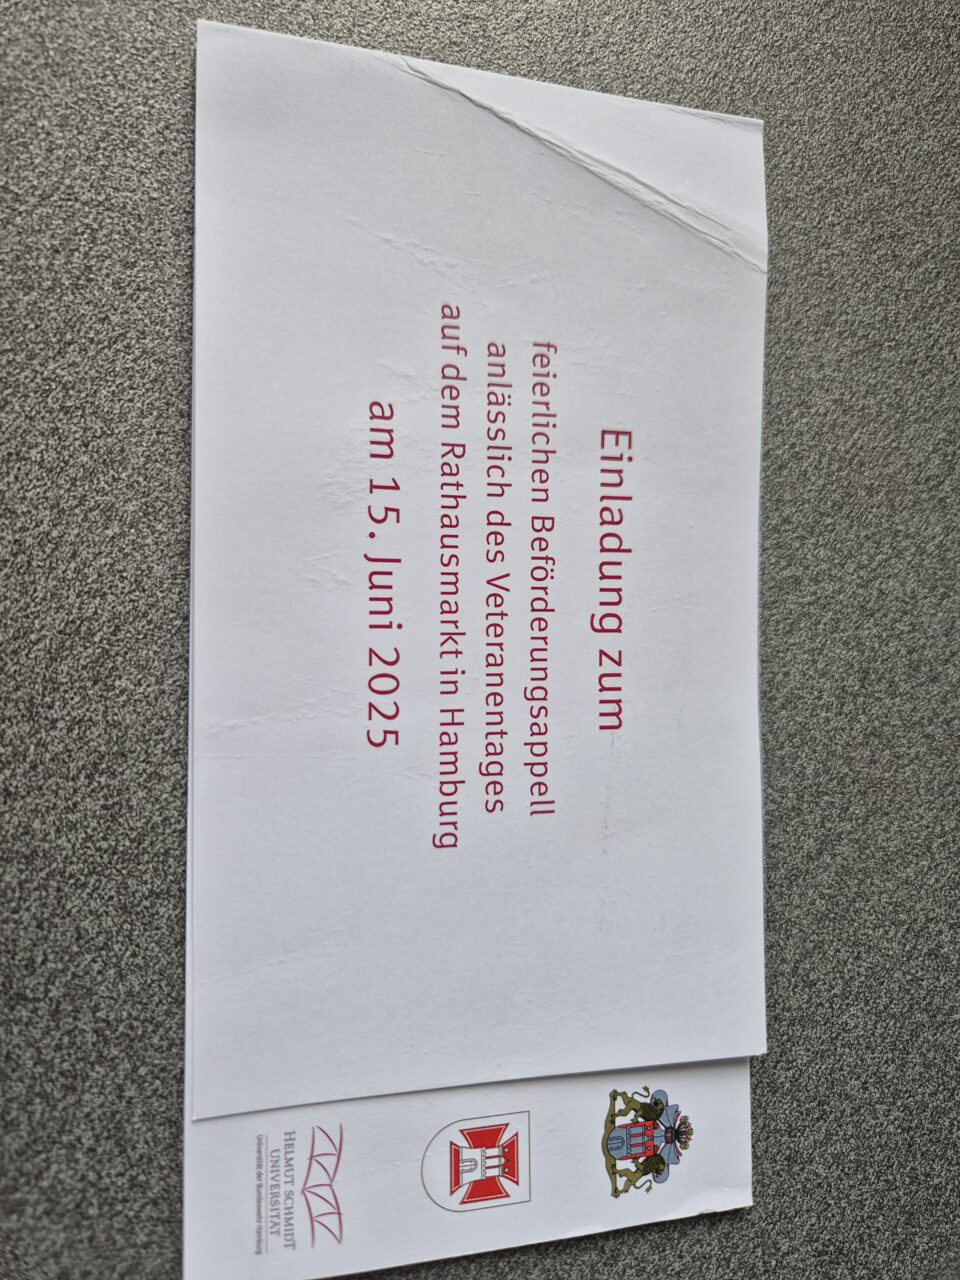 Einladung zum
feierlichen Beförderungsappell
anlässlich des Veteranentages
auf dem Rathausmarkt in Hamburg
am 15. Juni 2025
HELMUT SCHMIDT
UNIVERSITÄT
Universität der Bundeswehr Hamburg